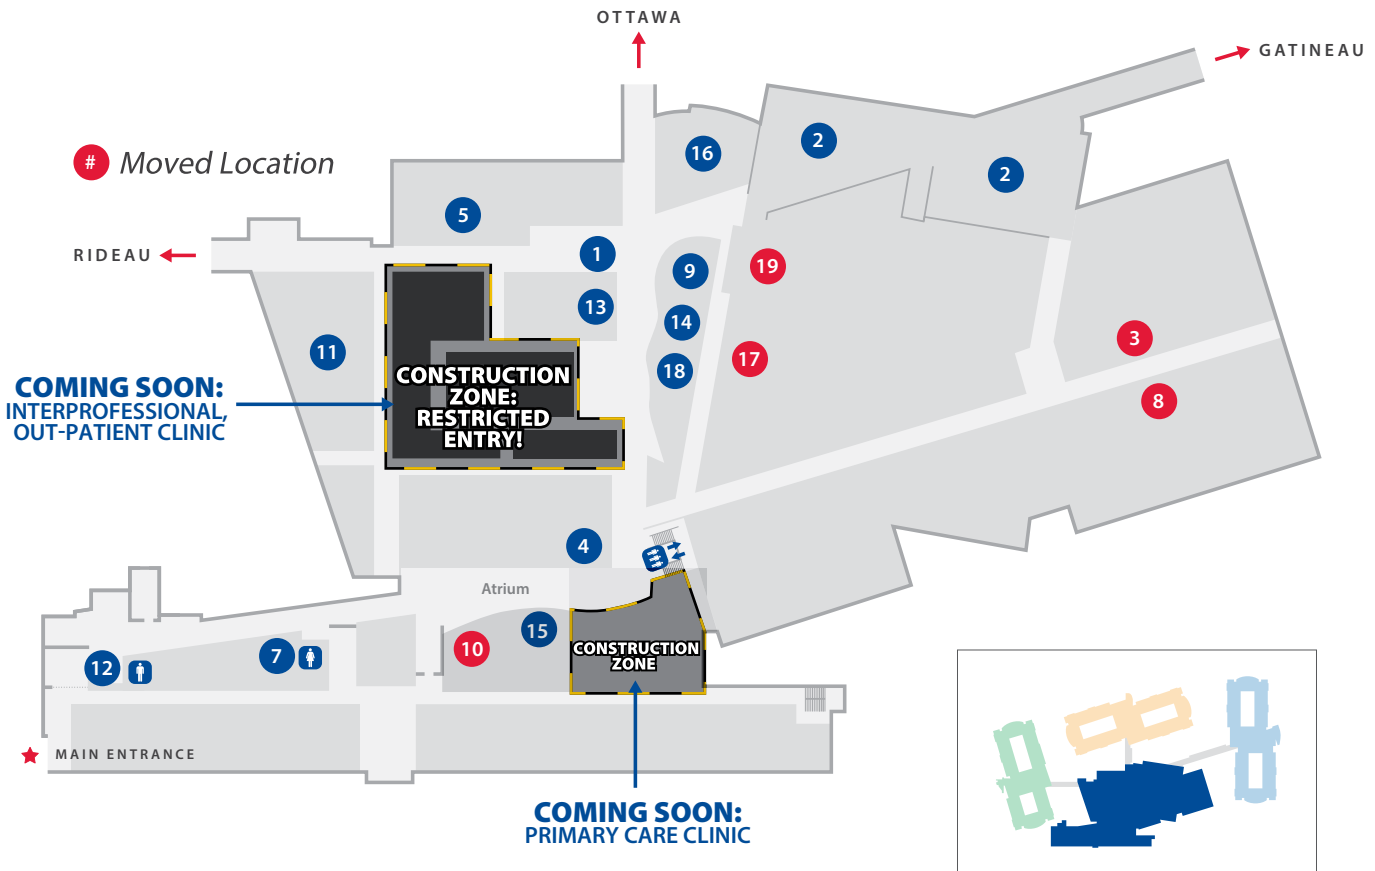 OTTAWA
GATINEAU
# Moved Location
16
2
2
5
RIDEAU
1
9
19
13
14
3
11
17
18
8
COMING SOON:
INTERPROFESSIONAL,
OUT-PATIENT CLINIC
CONSTRUCTION
ZONE:
RESTRICTED
ENTRY!
4
Atrium
15
10
12
7
CONSTRUCTION
ZONE
MAIN ENTRANCE
COMING SOON:
PRIMARY CARE CLINIC